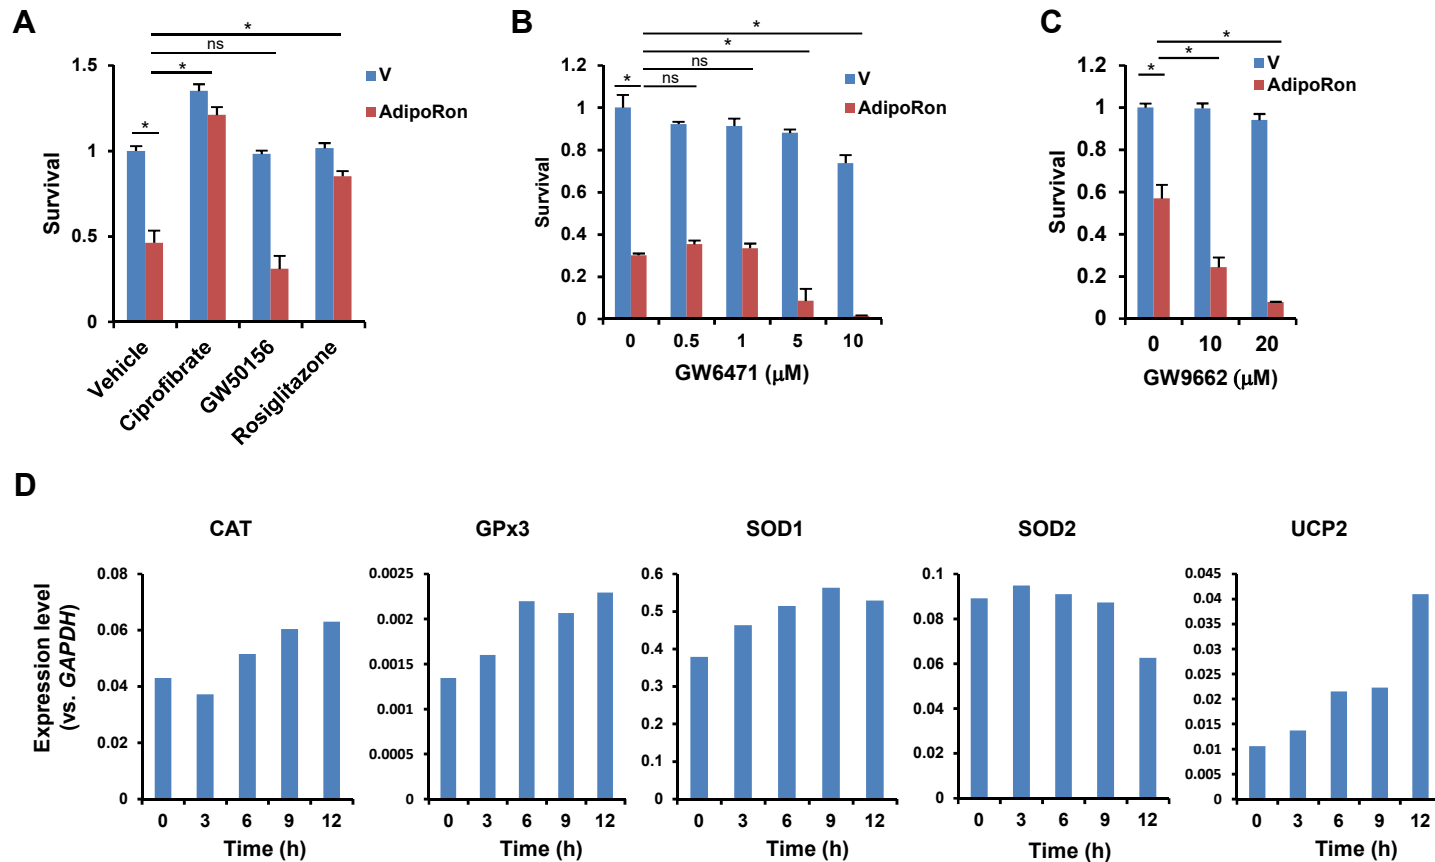 A
*
ns
*
*
V
AdipoRon
Survival
1.5
1
0.5
0
Vehicle
Ciprofibrate
GW50156
Rosiglitazone
B
*
*
ns
*
ns
V
AdipoRon
Survival
1.2
1
0.8
0.6
0.4
0.2
0
0 0.5 1 5 10
GW6471 (μM)
C
*
*
*
V
AdipoRon
Survival
1.2
1
0.8
0.6
0.4
0.2
0
0 10 20
GW9662 (μM)
D
Expression level
(vs. GAPDH)
CAT
0.08
0.06
0.04
0.02
0
0 3 6 9 12
Time (h)
GPx3
0.0025
0.002
0.0015
0.001
0.0005
0
0 3 6 9 12
Time (h)
SOD1
0.6
0.5
0.4
0.3
0.2
0.1
0
0 3 6 9 12
Time (h)
SOD2
0.1
0.08
0.06
0.04
0.02
0
0 3 6 9 12
Time (h)
UCP2
0.045
0.04
0.035
0.03
0.025
0.02
0.015
0.01
0.005
0
0 3 6 9 12
Time (h)